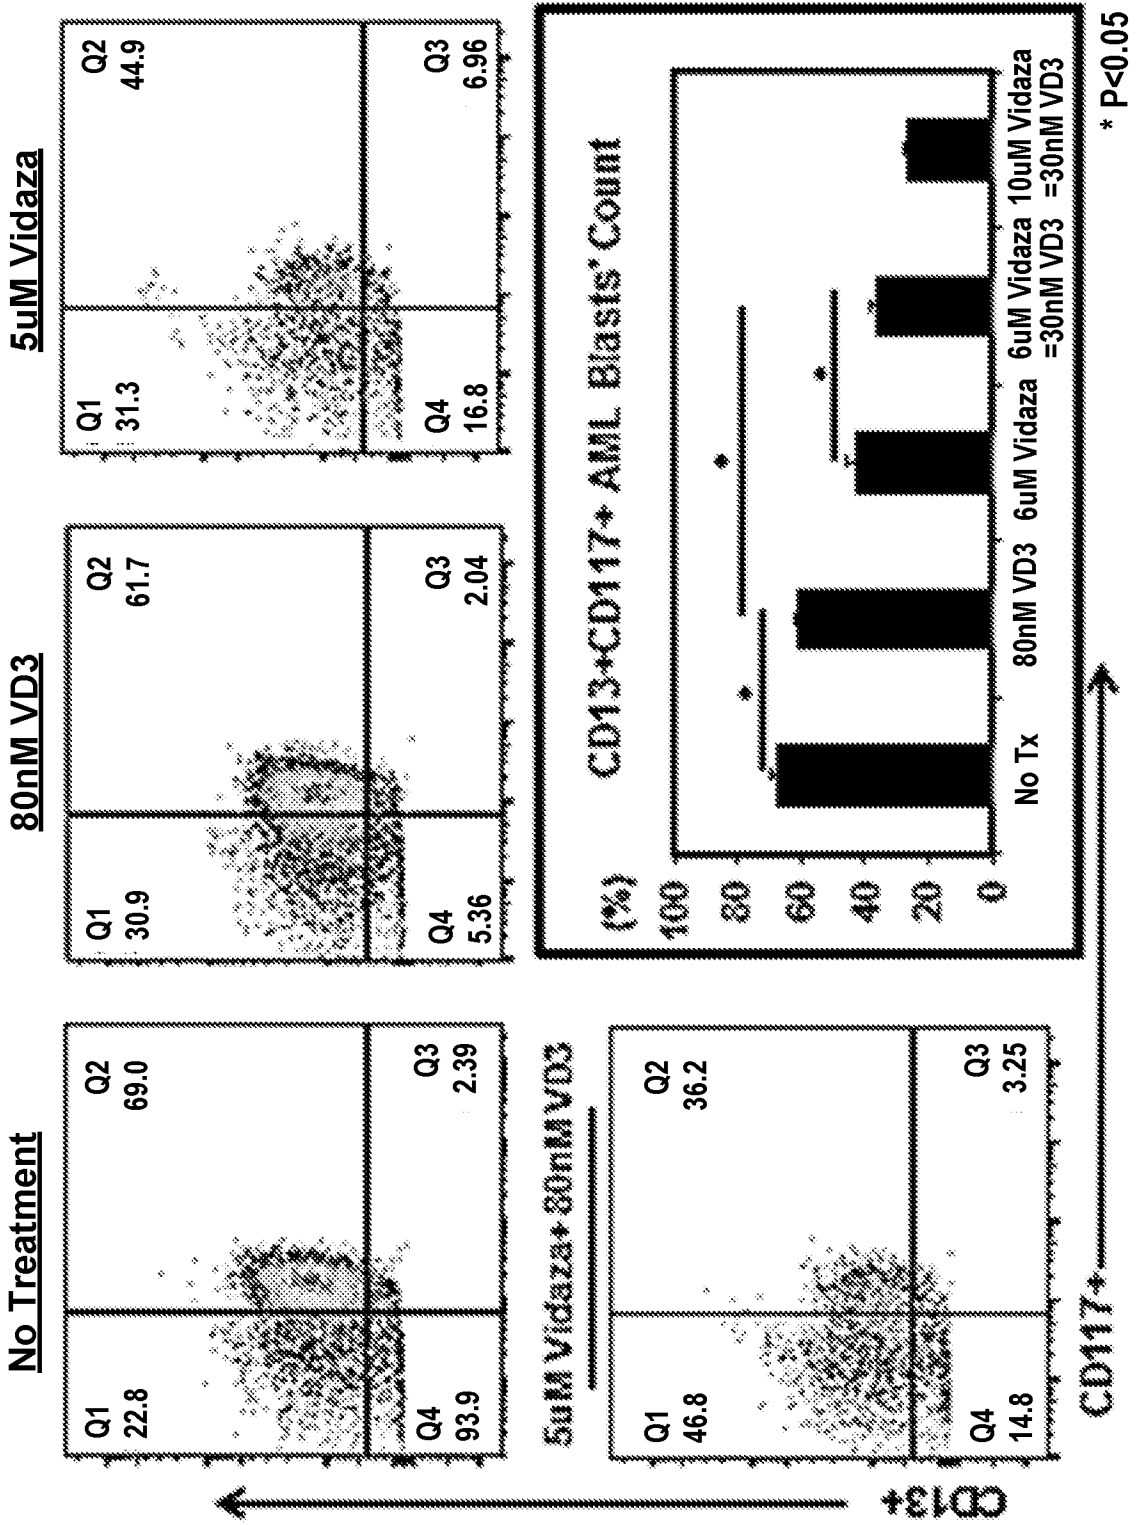 No Treatment
Q1
22.8
Q2
69.0
Q4
93.9
Q3
2.39
80nM VD3
Q1
30.9
Q2
61.7
Q4
5.36
Q3
2.04
5uM Vidaza
Q1
31.3
Q2
44.9
Q4
16.8
Q3
6.96
CD13+
5uM Vidaza+80nMVD3
Q1
46.8
Q2
36.2
Q4
14.8
Q3
3.25
CD117+
CD13+CD117+ AML Blasts' Count
(%)
100
80
60
40
20
0
*
*
*
No Tx
80nM VD3
6uM Vidaza
6uM Vidaza
=30nM VD3
10uM Vidaza
=30nM VD3
* P<0.05